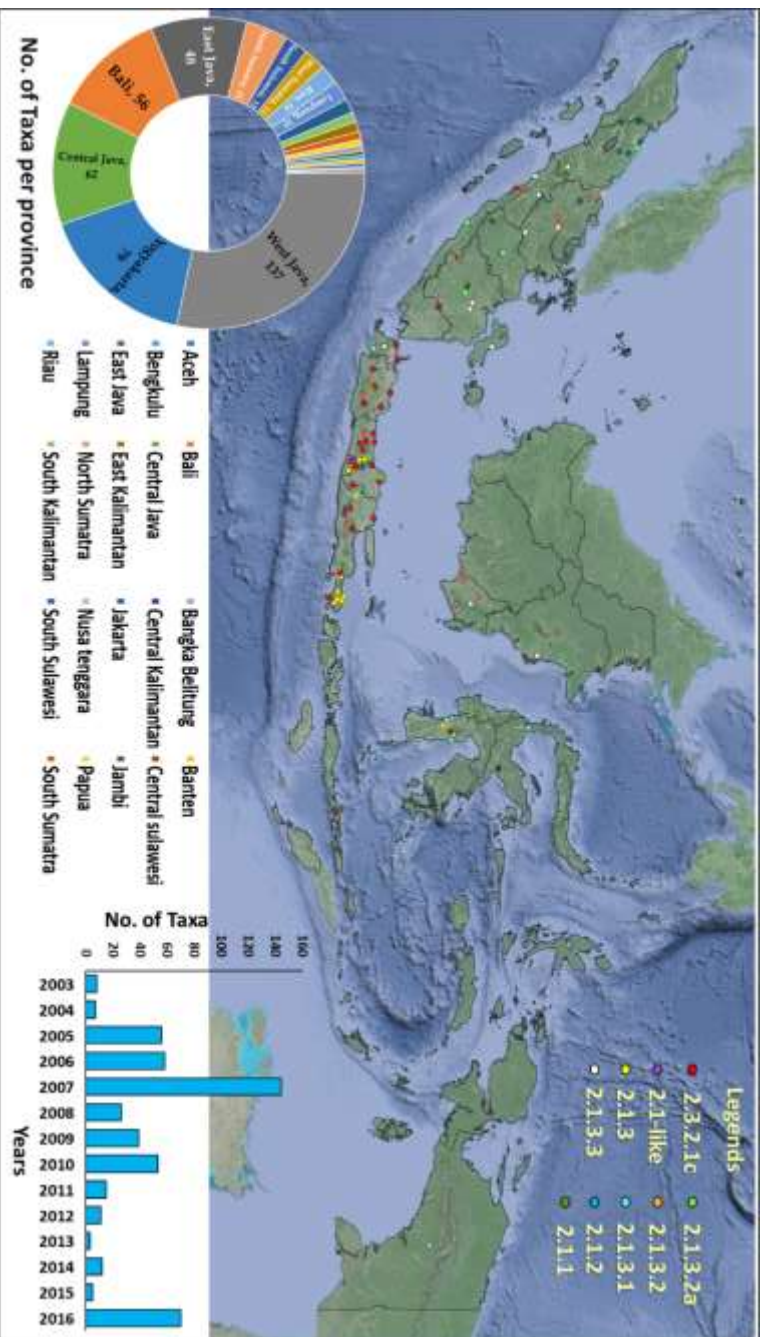 Legends
2.3.2.1c
2.1.3.2a
2.1-like
2.1.3.2
2.1.3
2.1.3.1
2.1.3.3
2.1.2
2.1.1
West Java,
137
Yogyakarta
Central Java,
62
Bali, 56
East Java,
48
No. of Taxa per province
Aceh
Bali
Bangka Belitung
Banten
Bengkulu
Central Java
Central Kalimantan
Central sulawesi
East Java
East Kalimantan
Jakarta
Jambi
Lampung
North Sumatra
Nusa tenggara
Papua
Riau
South Kalimantan
South Sulawesi
South Sumatra
No. of Taxa
0
20
40
60
80
100
120
140
160
2003
2004
2005
2006
2007
2008
2009
2010
2011
2012
2013
2014
2015
2016
Years